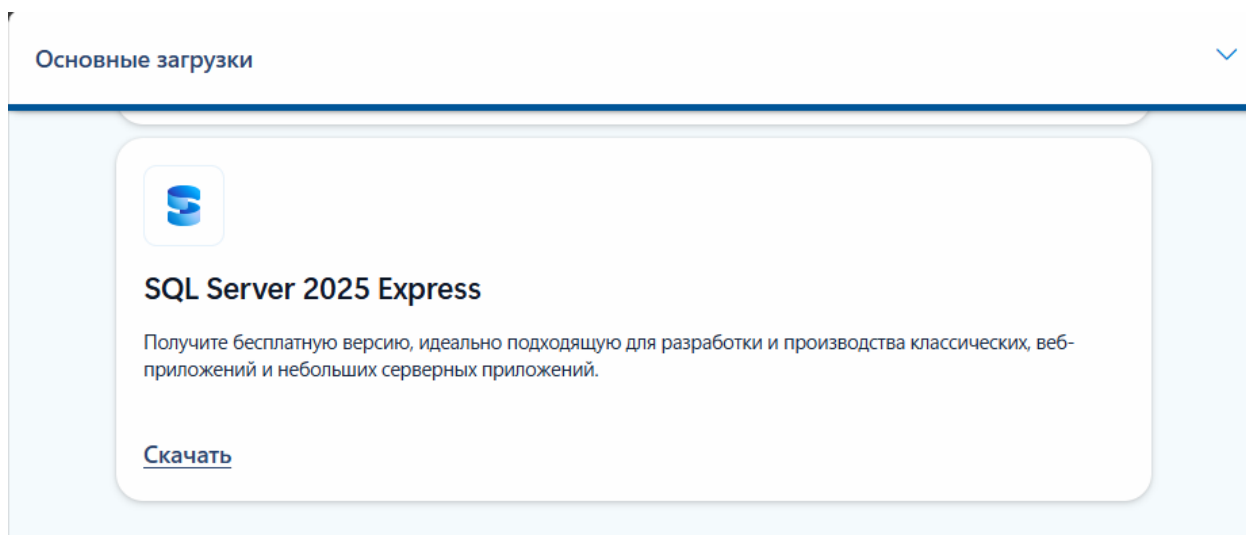 Основные загрузки
SQL Server 2025 Express
Получите бесплатную версию, идеально подходящую для разработки и производства классических, веб-
приложений и небольших серверных приложений.
Скачать